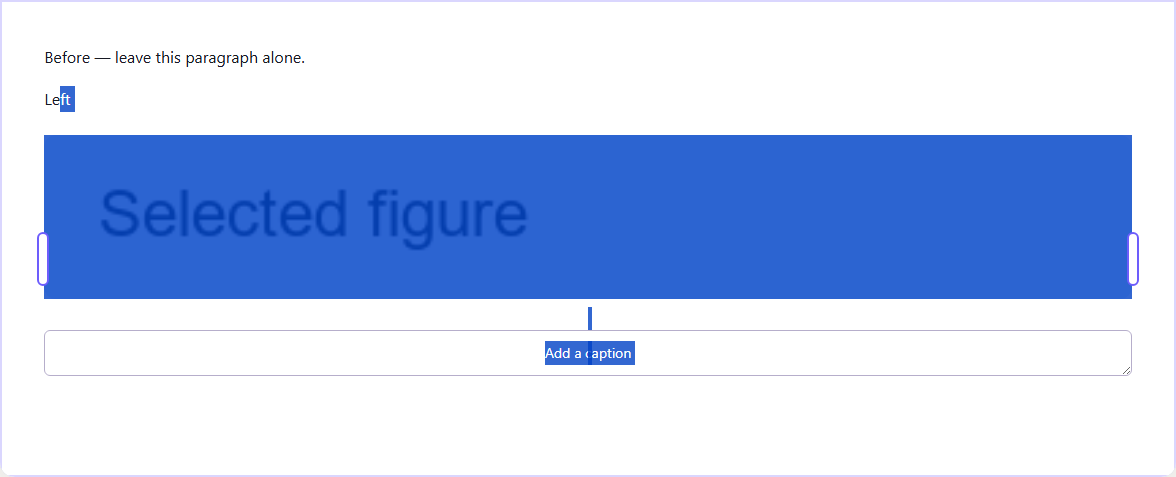 Before — leave this paragraph alone.
Left
Selected figure
Add a caption